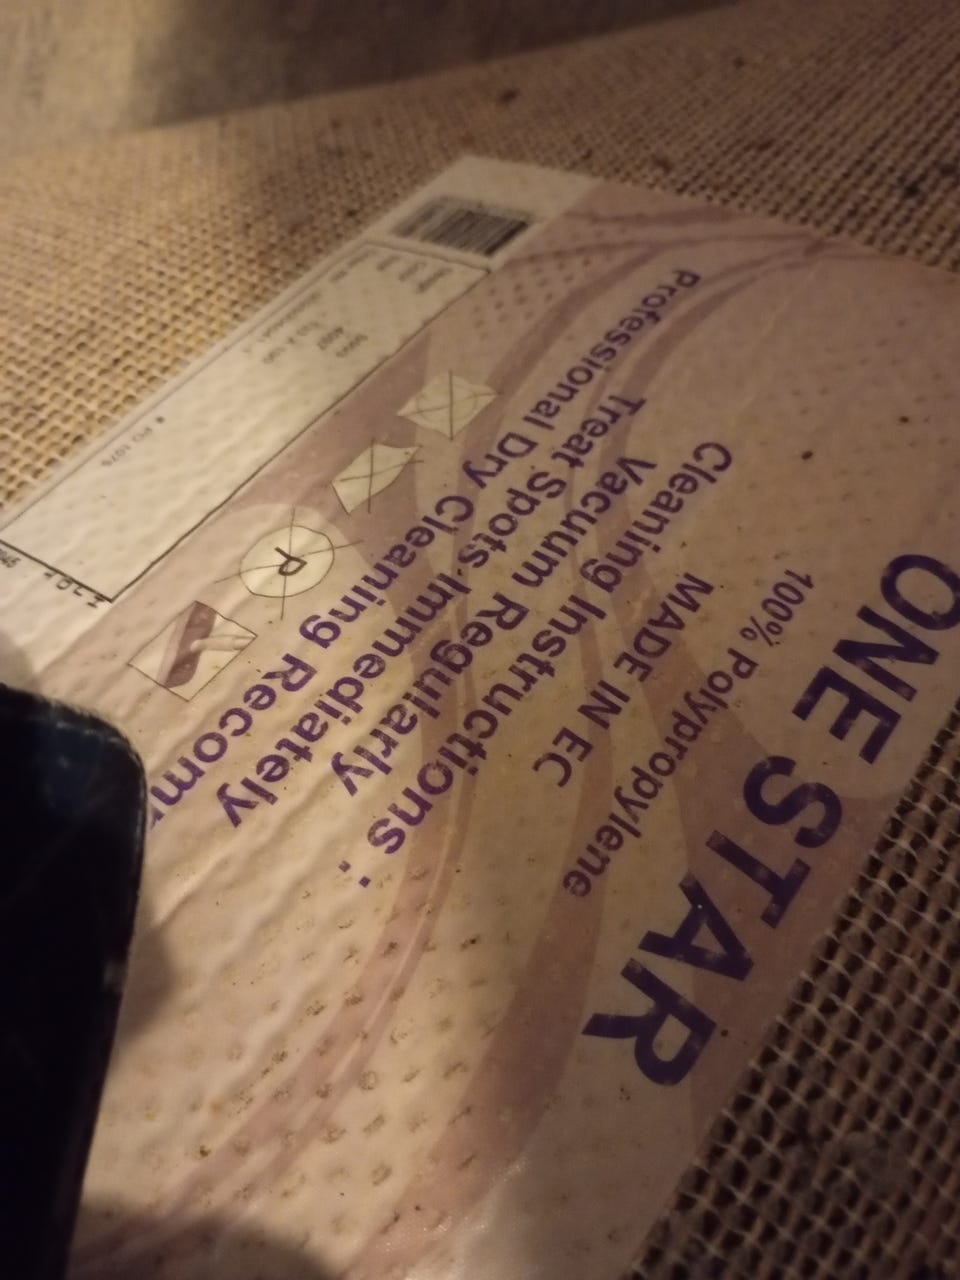 ONE STAR
100% Polypropylene
MADE IN EC
Cleaning Instructions :
Vacuum Regularly
Treat Spots Immediately
Professional Dry Cleaning Recom
P